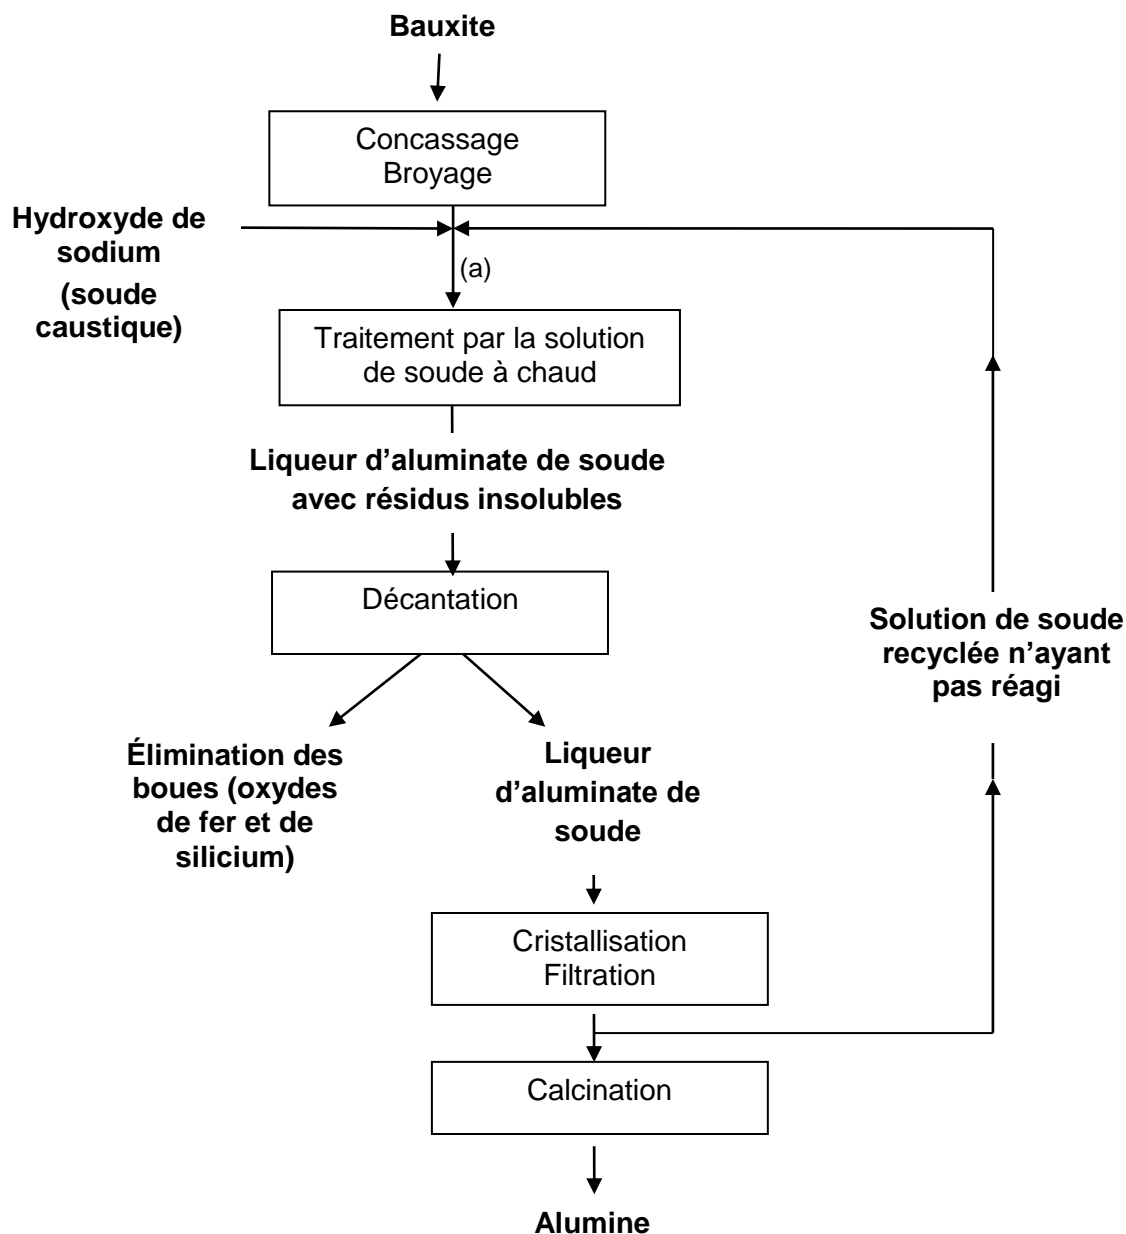 Bauxite
Concassage
Broyage
Hydroxyde de
sodium
(soude
caustique)
(a)
Traitement par la solution
de soude à chaud
Liqueur d’aluminate de soude
avec résidus insolubles
Décantation
Solution de soude
recyclée n’ayant
pas réagi
Élimination des
boues (oxydes
de fer et de
silicium)
Liqueur
d’aluminate de
soude
Cristallisation
Filtration
Calcination
Alumine